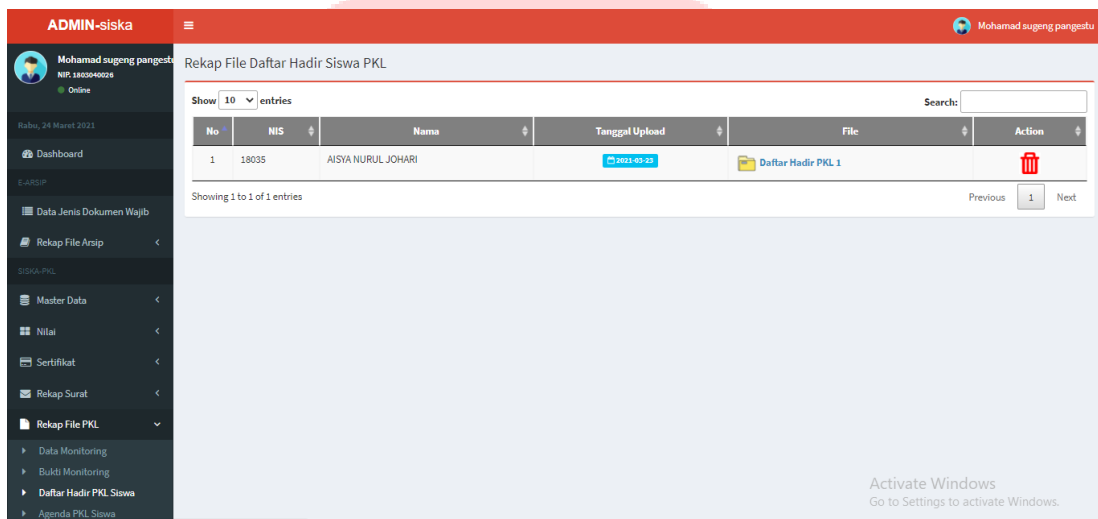 ADMIN-siska
Mohamad sugeng pangestu
Mohamad sugeng pangestu
NIP. 1803040026
Online
Rabu, 24 Maret 2021
Dashboard
E-ARSIP
Data Jenis Dokumen Wajib
Rekap File Arsip
SISKA-PKL
Master Data
Nilai
Sertifikat
Rekap Surat
Rekap File PKL
Data Monitoring
Bukti Monitoring
Daftar Hadir PKL Siswa
Agenda PKL Siswa
Rekap File Daftar Hadir Siswa PKL
Show 10 entries
Search:
No NIS Nama Tanggal Upload File Action
1 18035 AISYA NURUL JOHARI 2021-03-23 Daftar Hadir PKL 1
Showing 1 to 1 of 1 entries
Previous 1 Next
Activate Windows
Go to Settings to activate Windows.